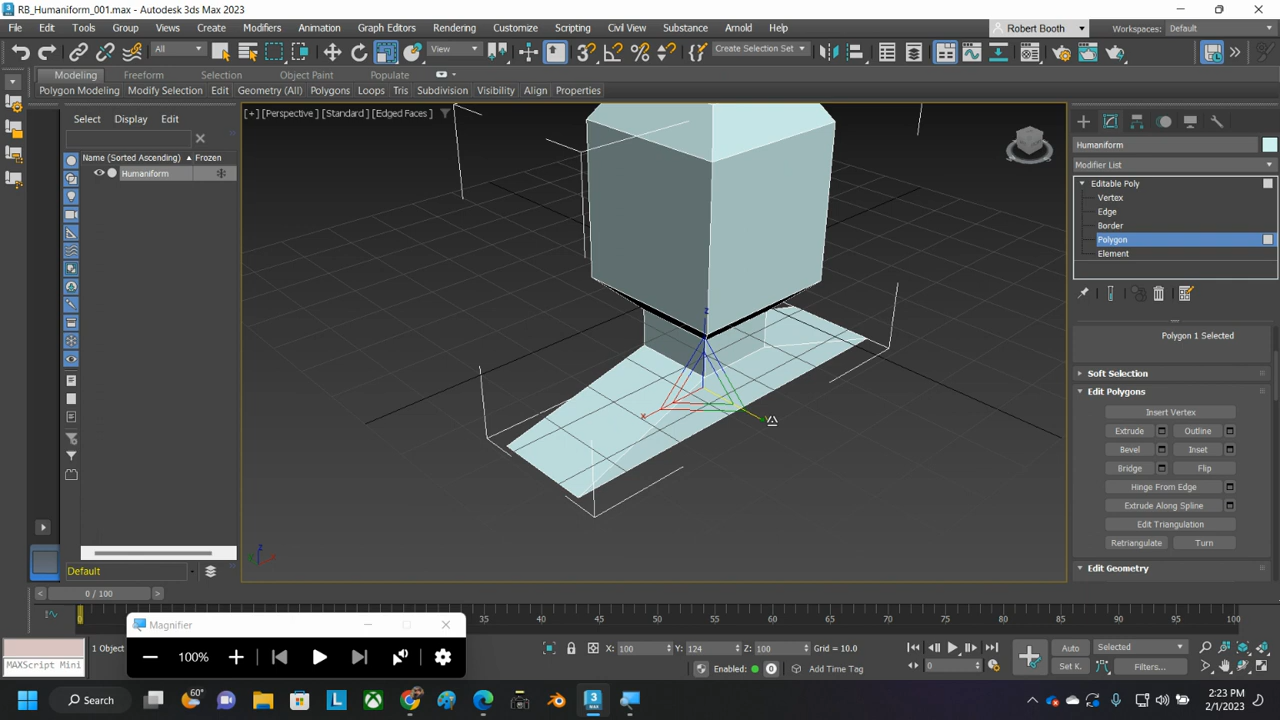 RB_Humaniform_001.max - Autodesk 3ds Max 2023
File Edit Tools Group Views Create Modifiers Animation Graph Editors Rendering Customize Scripting Civil View Substance Arnold Help Robert Booth Workspaces: Default
All View Create Selection Set
Modeling Freeform Selection Object Paint Populate
Polygon Modeling Modify Selection Edit Geometry (All) Polygons Loops Tris Subdivision Visibility Align Properties
Select Display Edit
[+] [Perspective] [Standard] [Edged Faces]
Name (Sorted Ascending) Frozen
Humaniform
Humaniform
Modifier List
Editable Poly
Vertex
Edge
Border
Polygon
Element
Polygon 1 Selected
Soft Selection
Edit Polygons
Insert Vertex
Extrude Outline
Bevel Inset
Bridge Flip
Hinge From Edge
Extrude Along Spline
Edit Triangulation
Retriangulate Turn
Edit Geometry
z
x
z
Default
0 / 100
0 35 40 45 50 55 60 65 70 75 80 85 90 95 100
Magnifier
100%
MAXScript Mini
1 Object
X: 100 Y: 124 Z: 100 Grid = 10.0
Enabled: 0 Add Time Tag
Auto Selected
Set K. Filters...
0
Search
60°
2:23 PM
2/1/2023